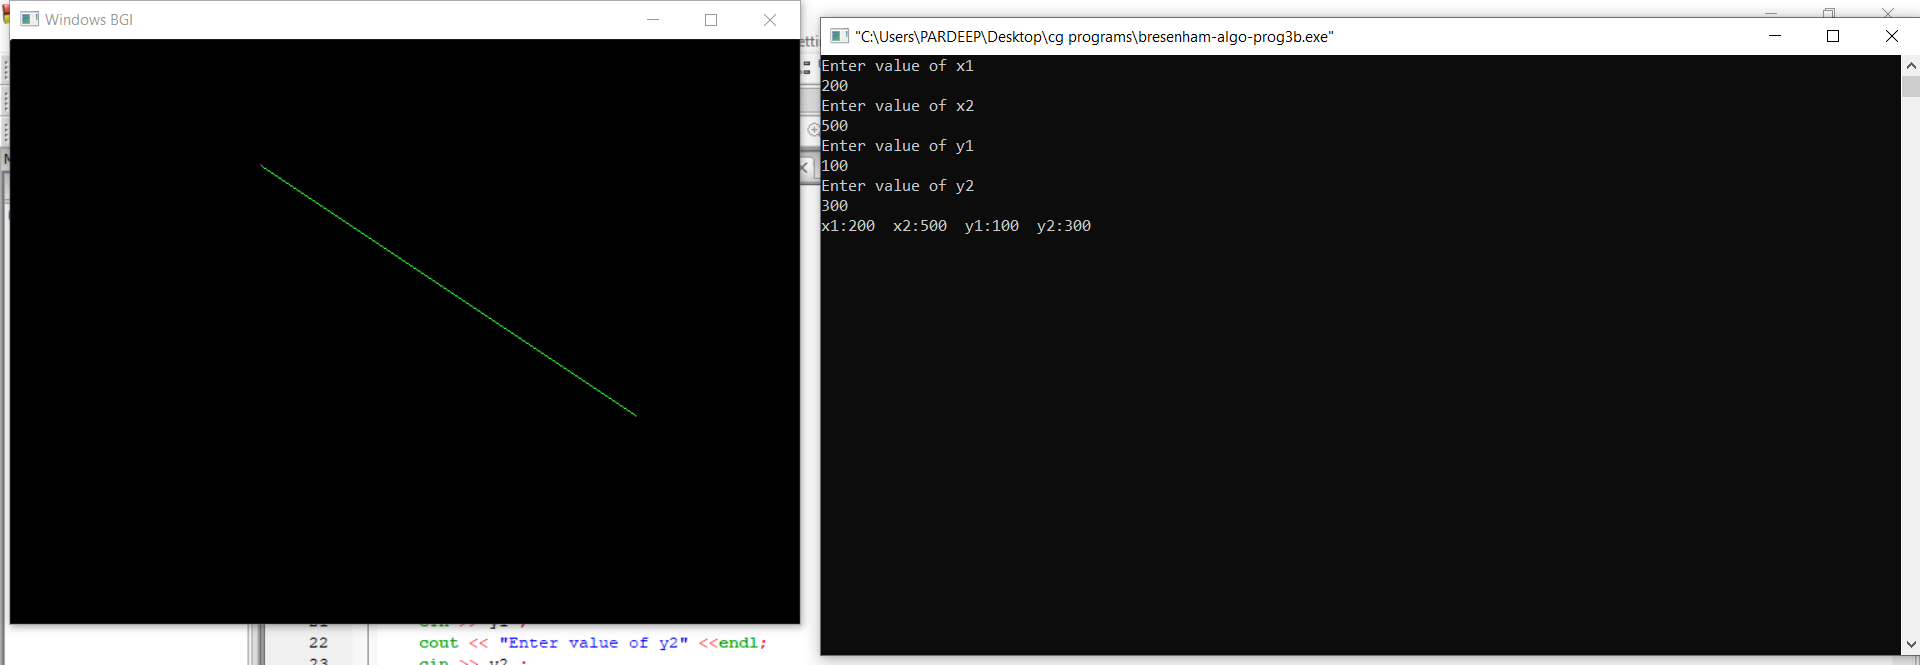 Windows BGI
"C:\Users\PARDEEP\Desktop\cg programs\bresenham-algo-prog3b.exe"
Enter value of x1
200
Enter value of x2
500
Enter value of y1
100
Enter value of y2
300
x1:200  x2:500  y1:100  y2:300
22 cout << "Enter value of y2" <<endl;
23 cin >> y2 ;